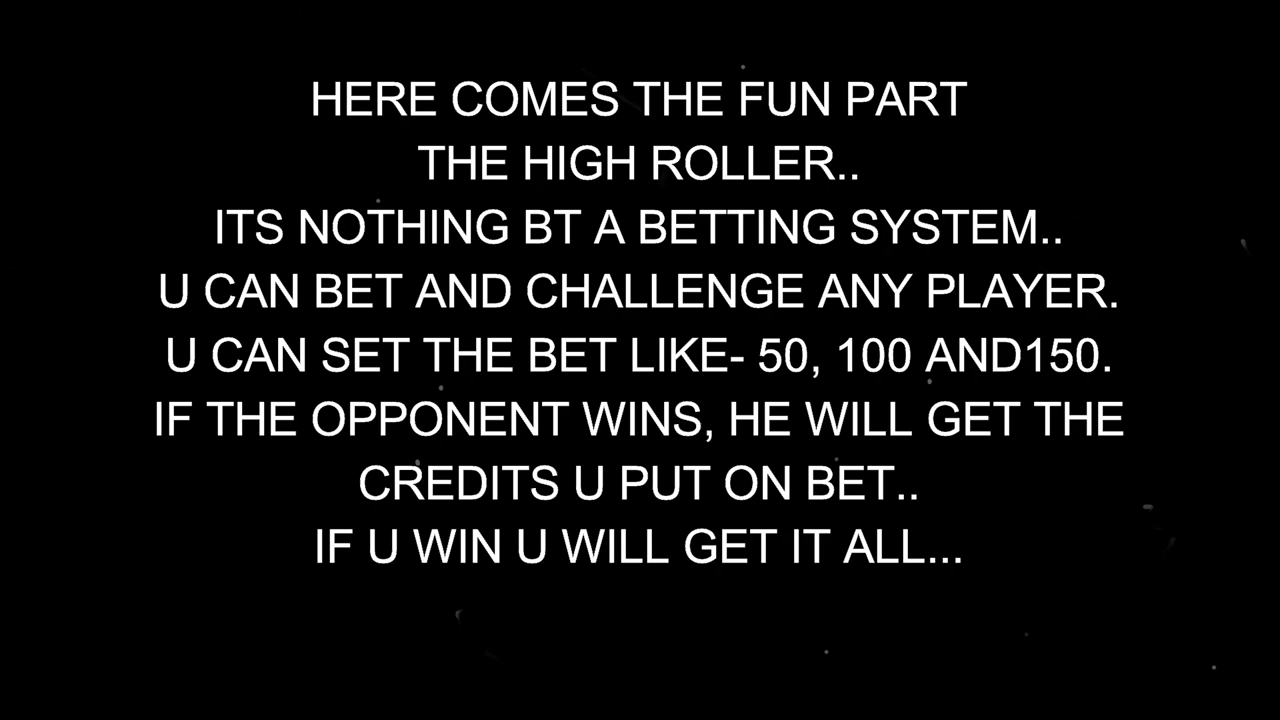 HERE COMES THE FUN PART
THE HIGH ROLLER..
ITS NOTHING BT A BETTING SYSTEM..
U CAN BET AND CHALLENGE ANY PLAYER.
U CAN SET THE BET LIKE- 50, 100 AND150.
IF THE OPPONENT WINS, HE WILL GET THE
CREDITS U PUT ON BET..
IF U WIN U WILL GET IT ALL...